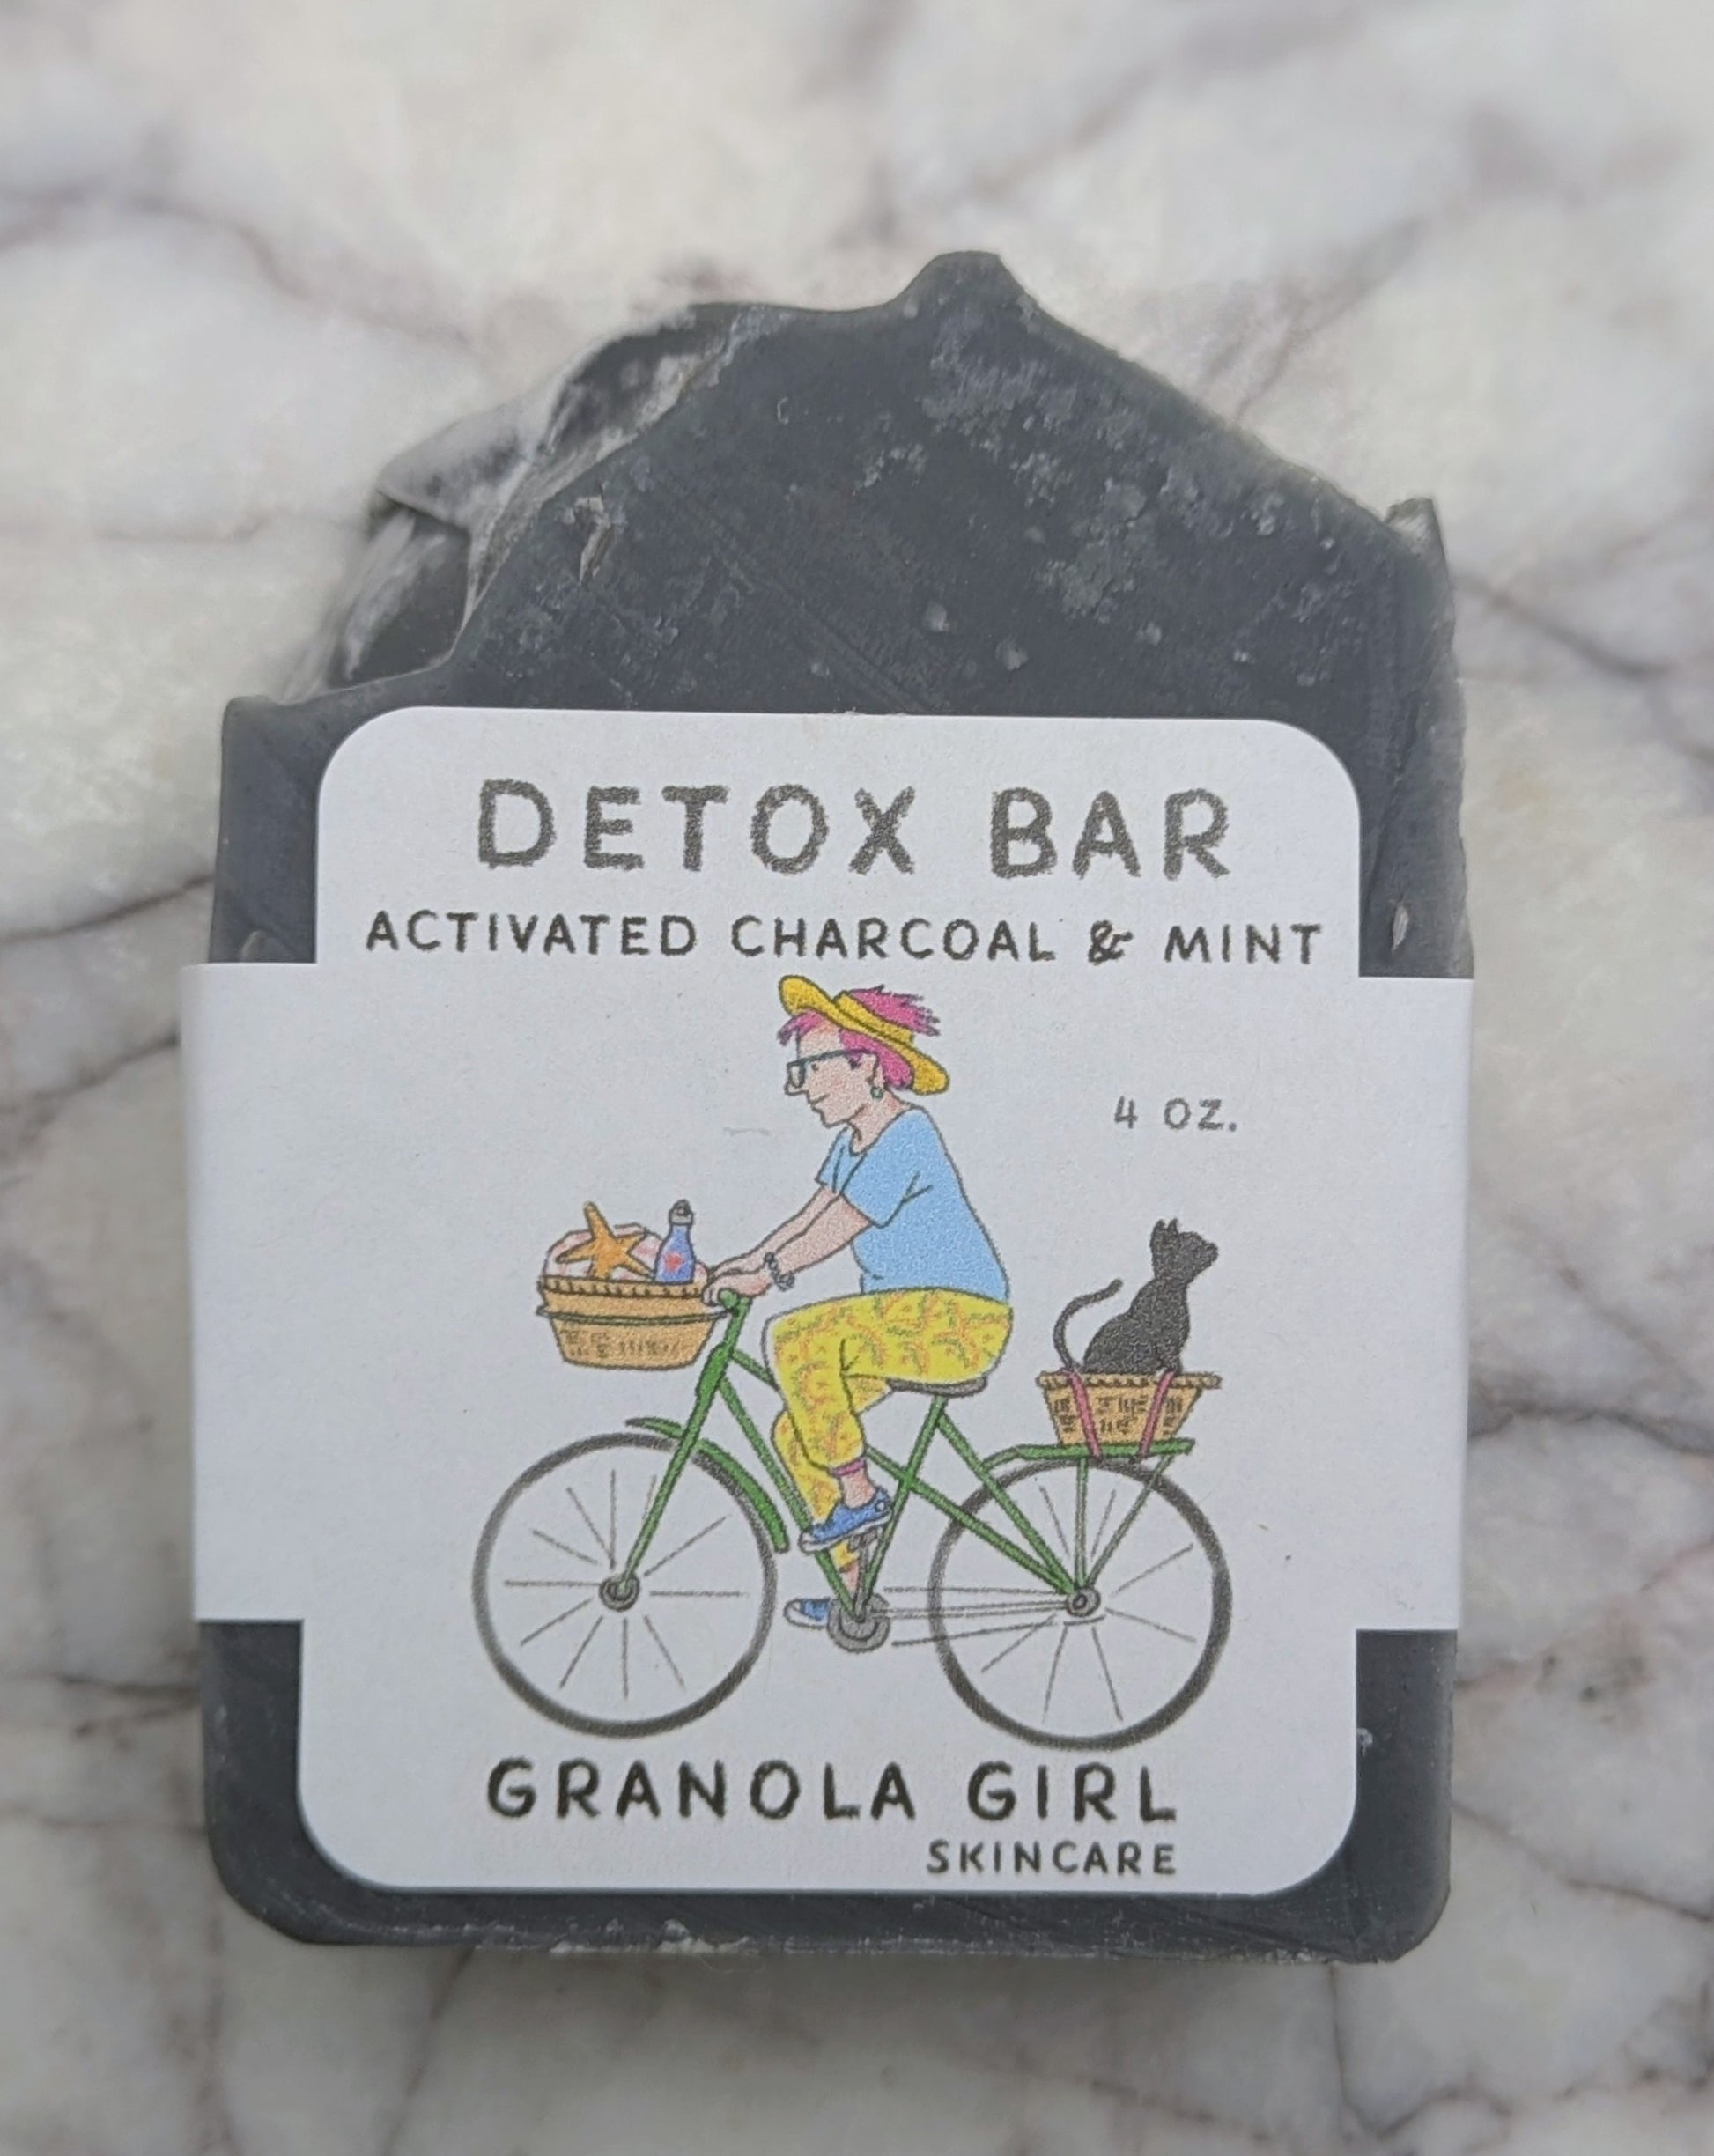 DETOX BAR
ACTIVATED CHARCOAL & MINT
4 OZ.
GRANOLA GIRL
SKINCARE